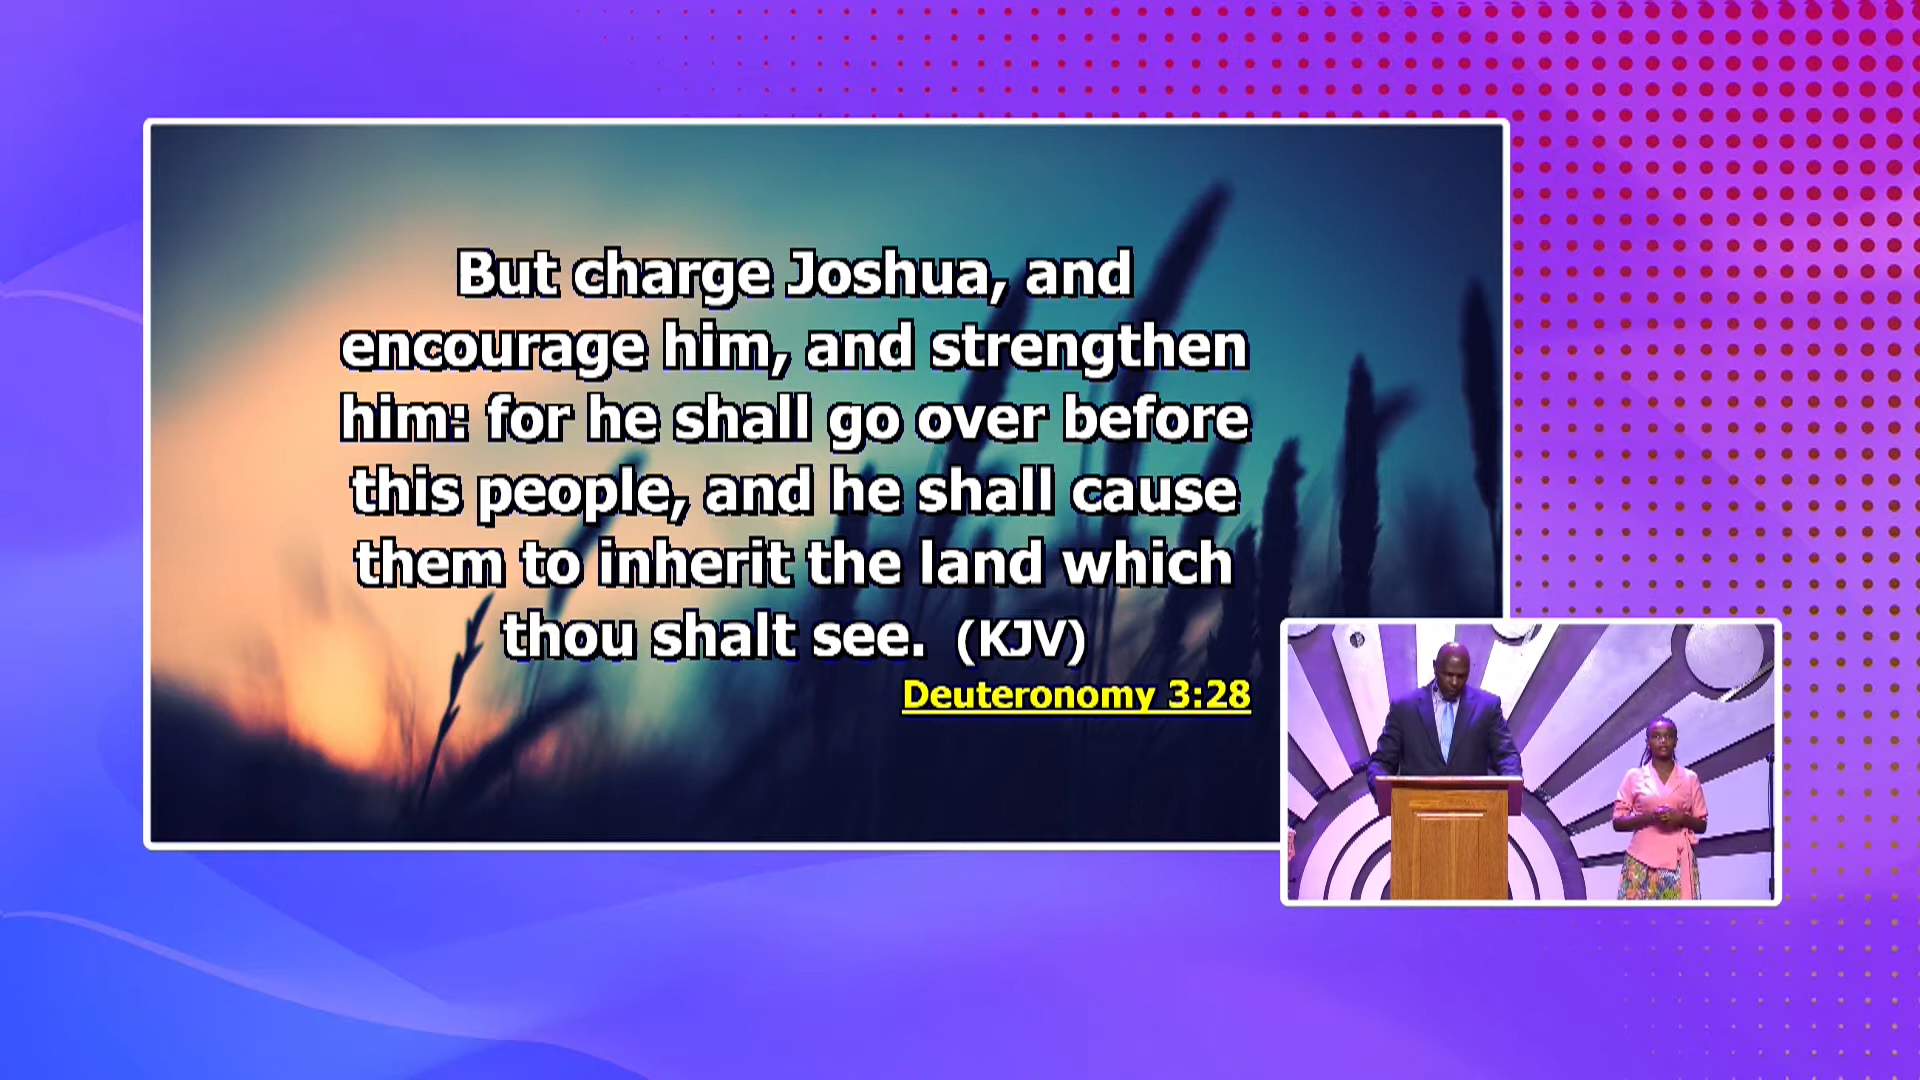 But charge Joshua, and
encourage him, and strengthen
him: for he shall go over before
this people, and he shall cause
them to inherit the land which
thou shalt see. (KJV)
Deuteronomy 3:28